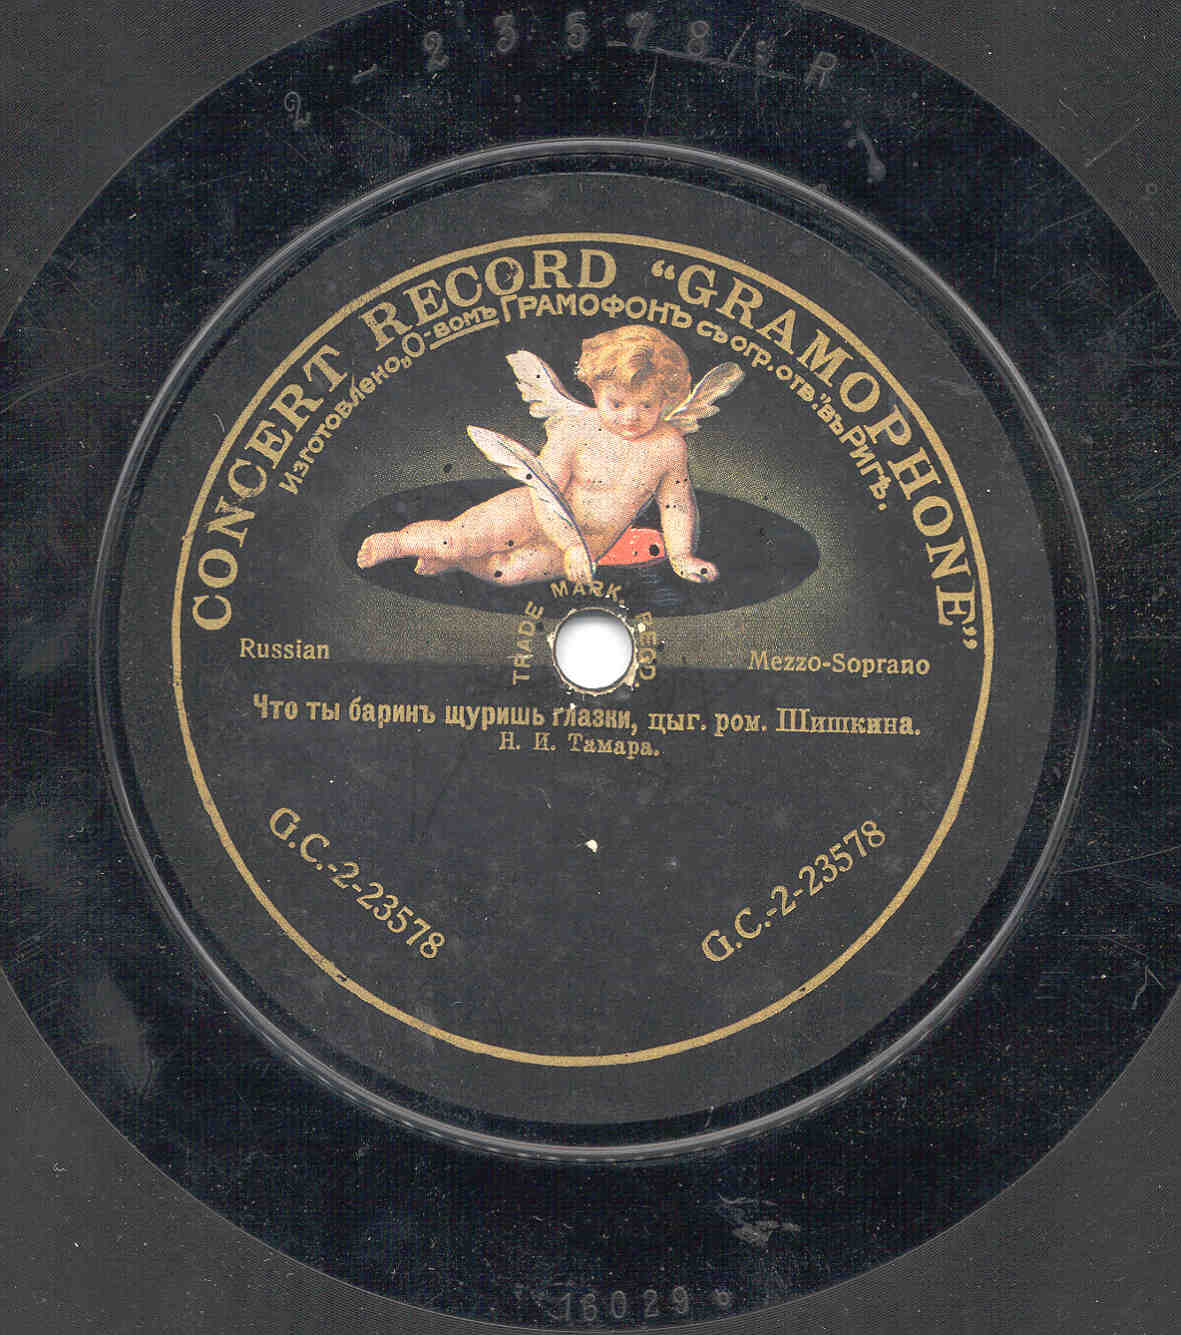 2-23578
R
CONCERT RECORD “GRAMOPHONE”
Изготовлено О-вомъ ГРАМОФОНЪ съ огр. отв. въ Ригѣ.
TRADE MARK. REGD
Russian
Mezzo-Soprano
Что ты баринъ щуришь глазки, цыг. ром. Шишкина.
Н. И. Тамара.
G.C.-2-23578
G.C.-2-23578
16029